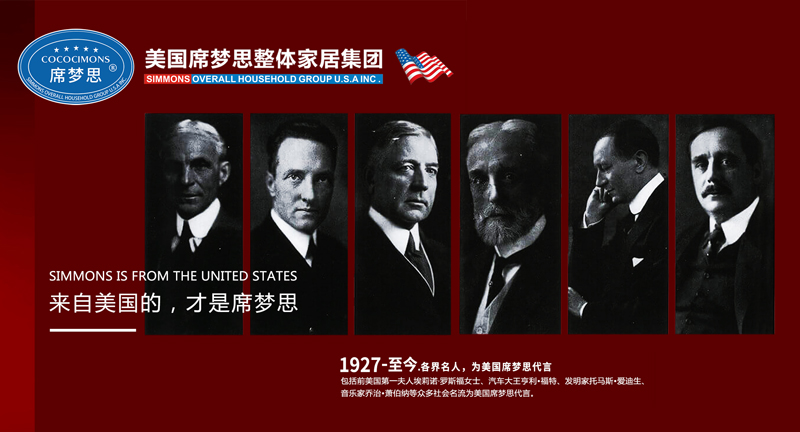 COCOCIMONS
席梦思®
SIMMONS OVERALL HOUSEHOLD GROUP U.S.A INC
美国席梦思整体家居集团
SIMMONS OVERALL HOUSEHOLD GROUP U.S.A INC .
SIMMONS IS FROM THE UNITED STATES
来自美国的，才是席梦思
1927-至今.各界名人，为美国席梦思代言
包括前美国第一夫人埃莉诺·罗斯福女士、汽车大王亨利•福特、发明家托马斯•爱迪生、
音乐家乔治•萧伯纳等众多社会名流为美国席梦思代言。